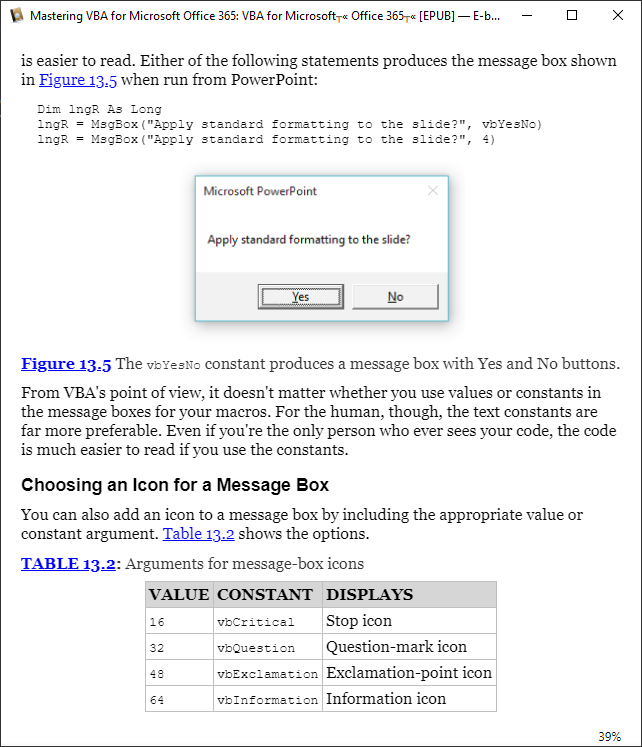 Mastering VBA for Microsoft Office 365: VBA for Microsoft┬« Office 365┬« [EPUB] — E-b...
is easier to read. Either of the following statements produces the message box shown
in Figure 13.5 when run from PowerPoint:
Dim lngR As Long
lngR = MsgBox("Apply standard formatting to the slide?", vbYesNo)
lngR = MsgBox("Apply standard formatting to the slide?", 4)
Microsoft PowerPoint
Apply standard formatting to the slide?
Yes No
Figure 13.5 The vbYesNo constant produces a message box with Yes and No buttons.
From VBA's point of view, it doesn't matter whether you use values or constants in
the message boxes for your macros. For the human, though, the text constants are
far more preferable. Even if you're the only person who ever sees your code, the code
is much easier to read if you use the constants.
Choosing an Icon for a Message Box
You can also add an icon to a message box by including the appropriate value or
constant argument. Table 13.2 shows the options.
TABLE 13.2: Arguments for message-box icons
VALUE CONSTANT DISPLAYS
16 vbCritical Stop icon
32 vbQuestion Question-mark icon
48 vbExclamation Exclamation-point icon
64 vbInformation Information icon
39%